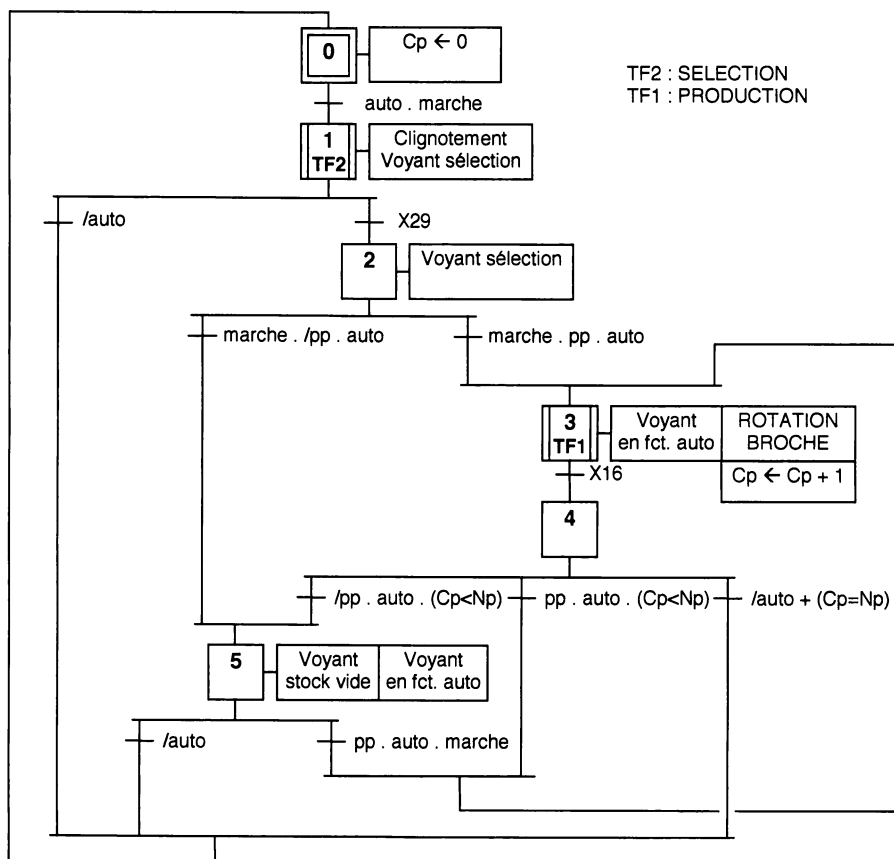 0
Cp ← 0
TF2 : SELECTION
TF1 : PRODUCTION
auto . marche
1
TF2
Clignotement
Voyant sélection
/auto
X29
2
Voyant sélection
marche . /pp . auto
marche . pp . auto
3
TF1
Voyant
en fct. auto
ROTATION
BROCHE
Cp ← Cp + 1
X16
4
/pp . auto . (Cp<Np)
pp . auto . (Cp<Np)
/auto + (Cp=Np)
5
Voyant
stock vide
Voyant
en fct. auto
/auto
pp . auto . marche